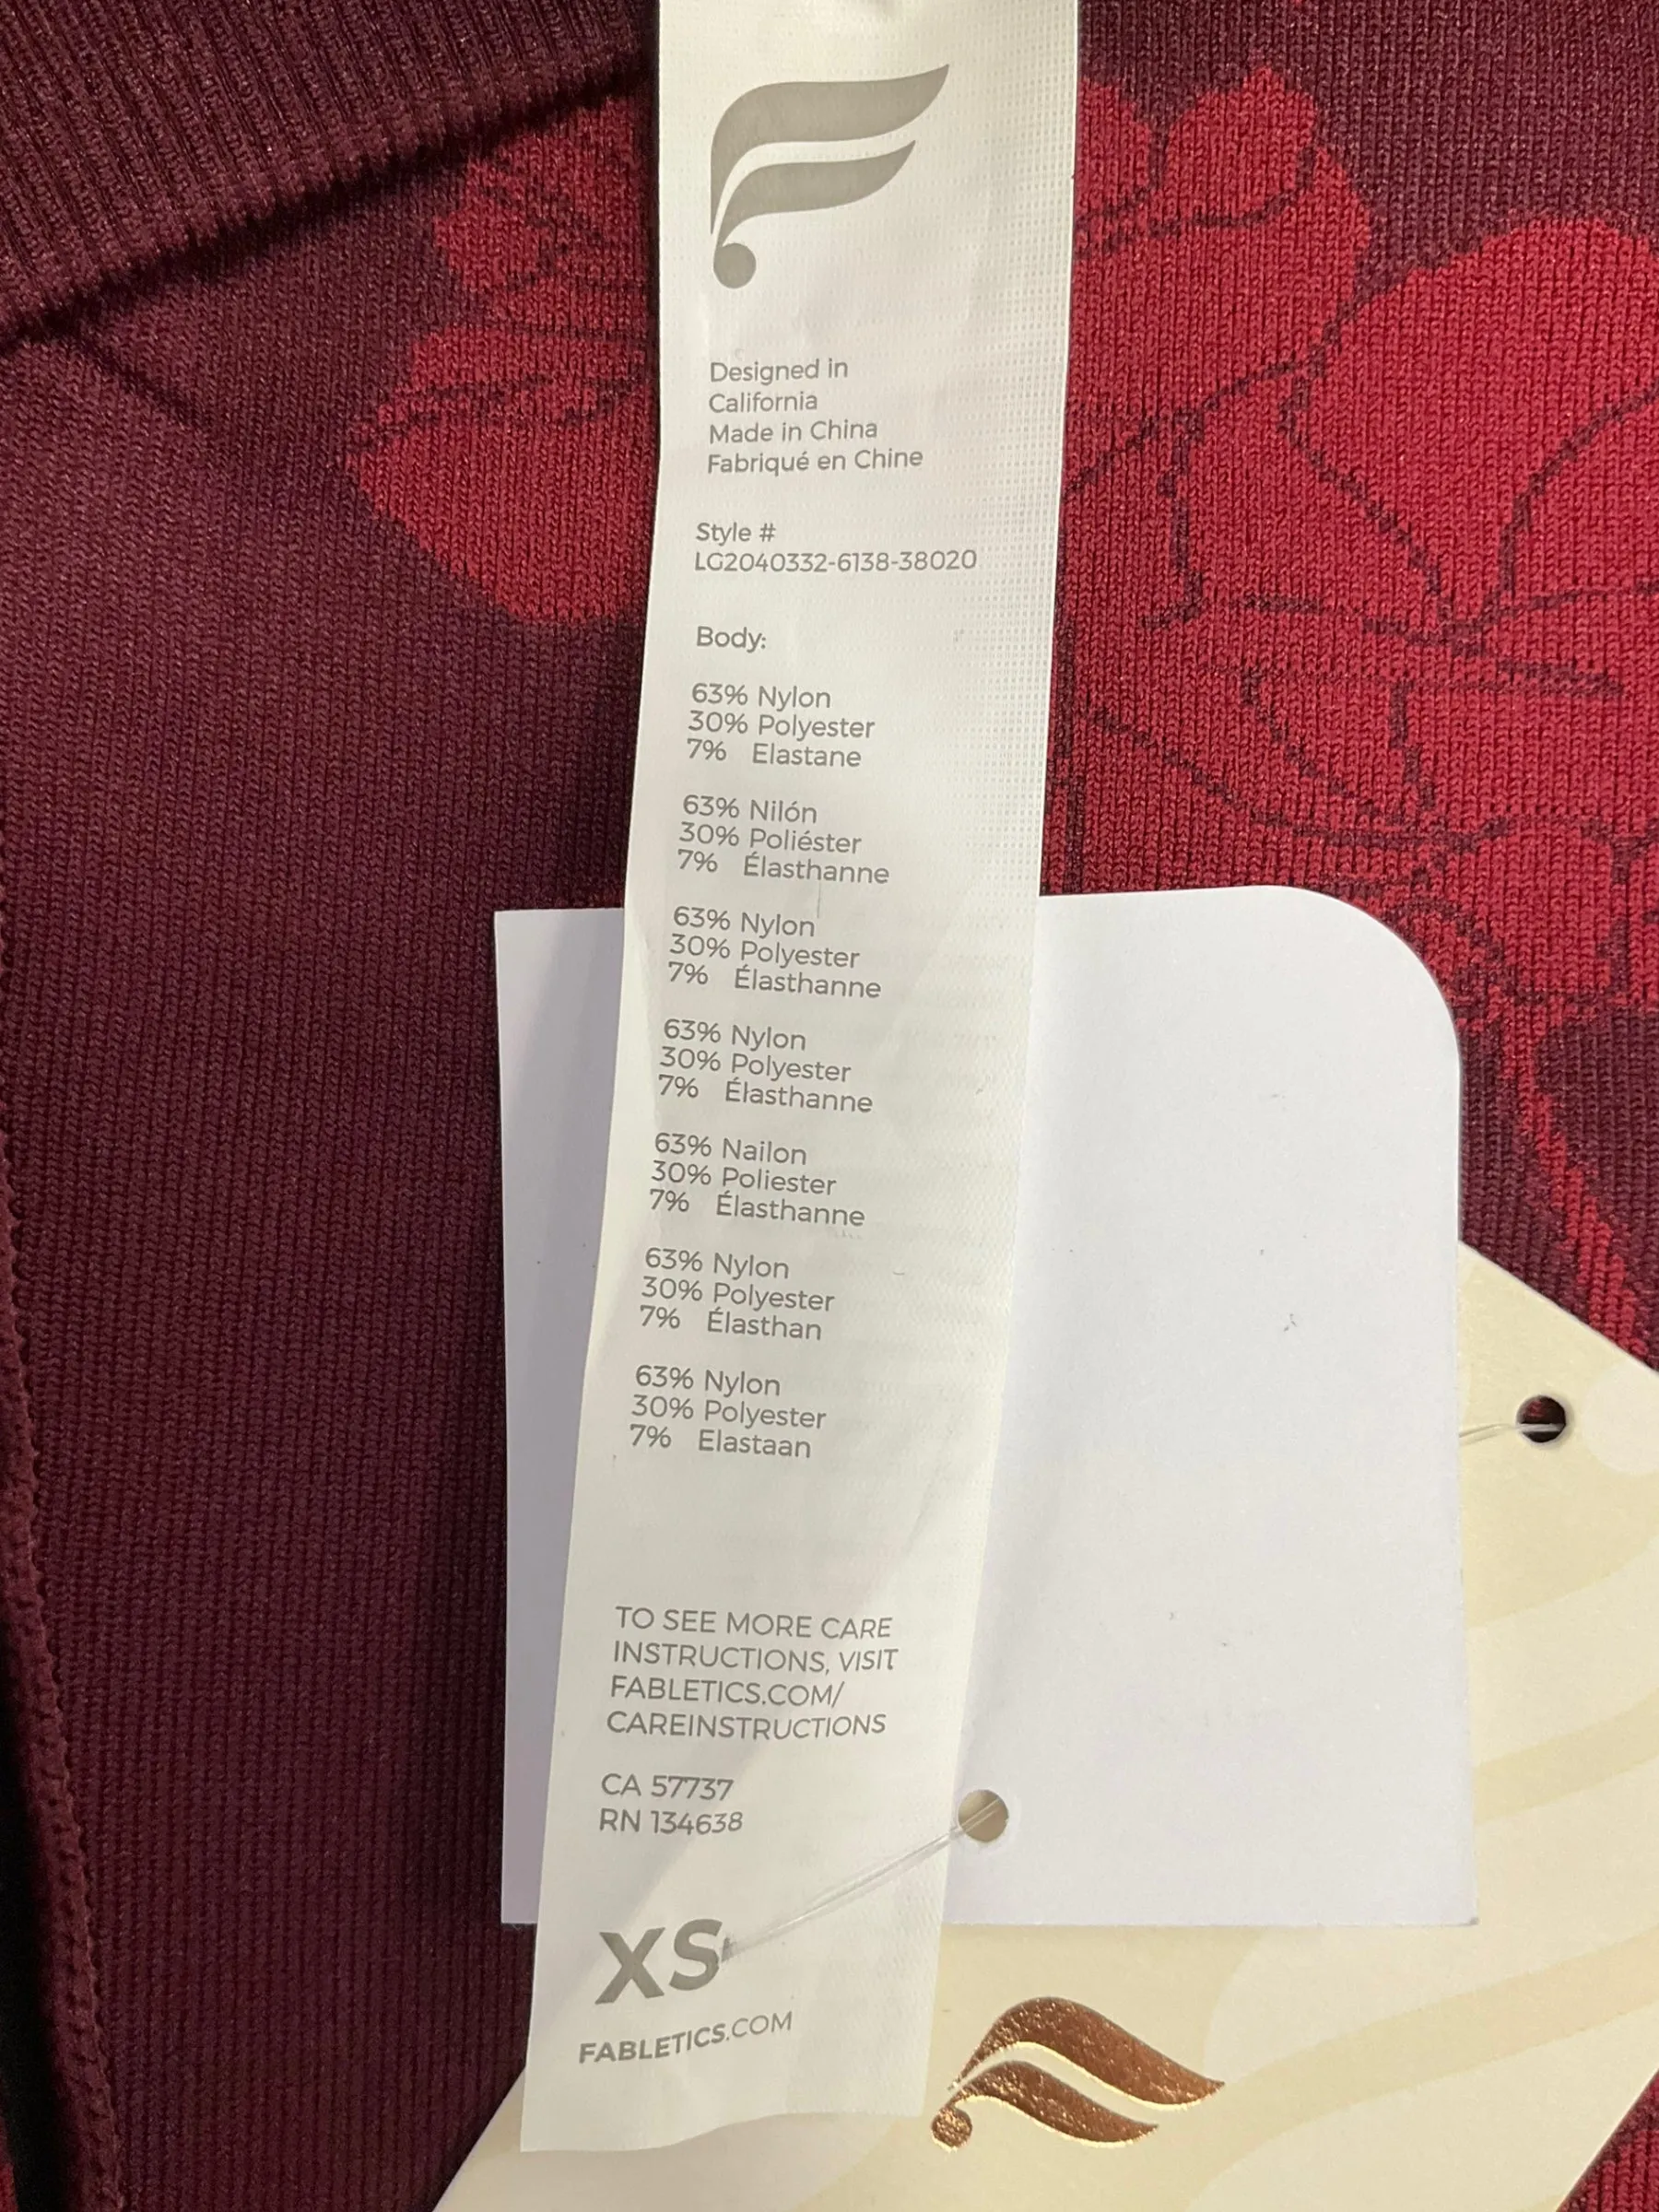 Designed in
California
Made in China
Fabriqué en Chine
Style #
LG2040332-6138-38020
Body:
63% Nylon
30% Polyester
7% Elastane
63% Nilón
30% Poliéster
7% Élasthanne
63% Nylon
30% Polyester
7% Élasthanne
63% Nylon
30% Polyester
7% Élasthanne
63% Nailon
30% Poliester
7% Élasthanne
63% Nylon
30% Polyester
7% Élasthan
63% Nylon
30% Polyester
7% Elastaan
TO SEE MORE CARE
INSTRUCTIONS, VISIT
FABLETICS.COM/
CAREINSTRUCTIONS
CA 57737
RN 134638
XS
FABLETICS.COM